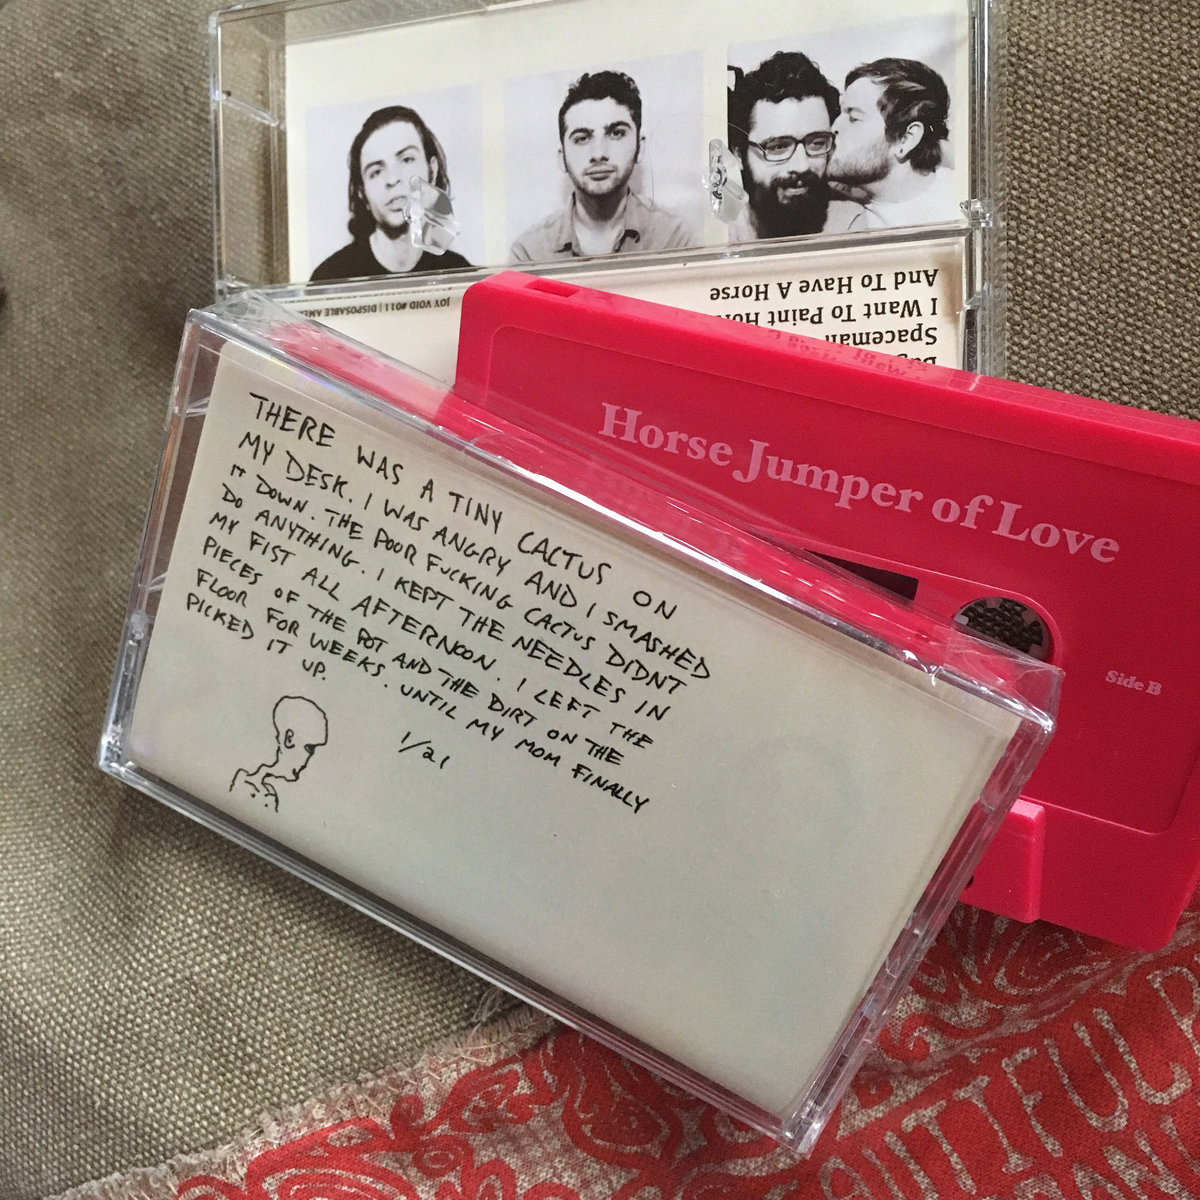 And To Have A Horse
I Want To Paint
Spaceman
JOY VOID #011 | DISPOSABLE
Horse Jumper of Love
Side B
THERE WAS A TINY CACTUS ON
MY DESK. I WAS ANGRY AND I SMASHED
IT DOWN. THE POOR FUCKING CACTUS DIDNT
DO ANYTHING. I KEPT THE NEEDLES IN
MY FIST ALL AFTERNOON. I LEFT THE
PIECES OF THE POT AND THE DIRT ON THE
FLOOR FOR WEEKS. UNTIL MY MOM FINALLY
PICKED IT UP.
1/21